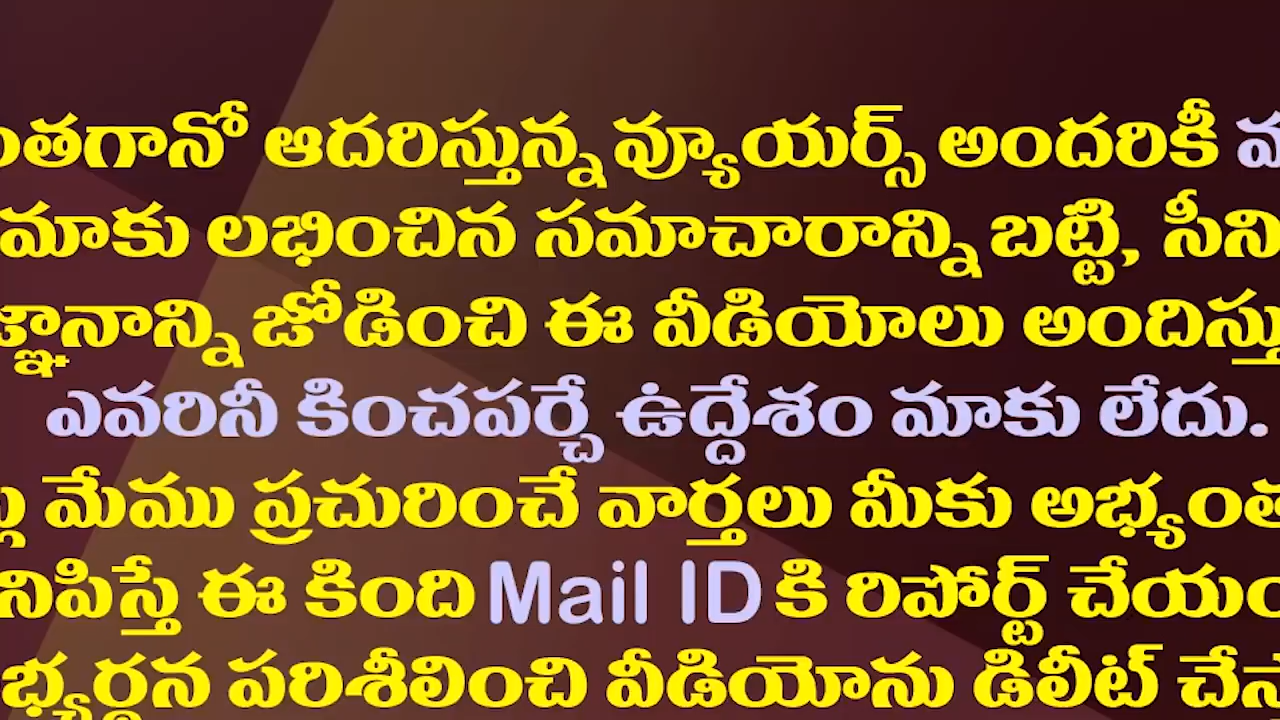 ంతగానో ఆదరిస్తున్న వ్యూయర్స్ అందరికీ
మాకు లభించిన సమాచారాన్ని బట్టి, సీని
జ్ఞానాన్ని జోడించి ఈ వీడియోలు అందిస్తు
ఎవరినీ కించపర్చే ఉద్దేశం మాకు లేదు.
మేము ప్రచురించే వార్తలు మీకు అభ్యంత
నిపిస్తే ఈ కింది Mail ID కి రిపోర్ట్ చేయం
భ్యర్థన పరిశీలించి వీడియోను డిలీట్ చేస